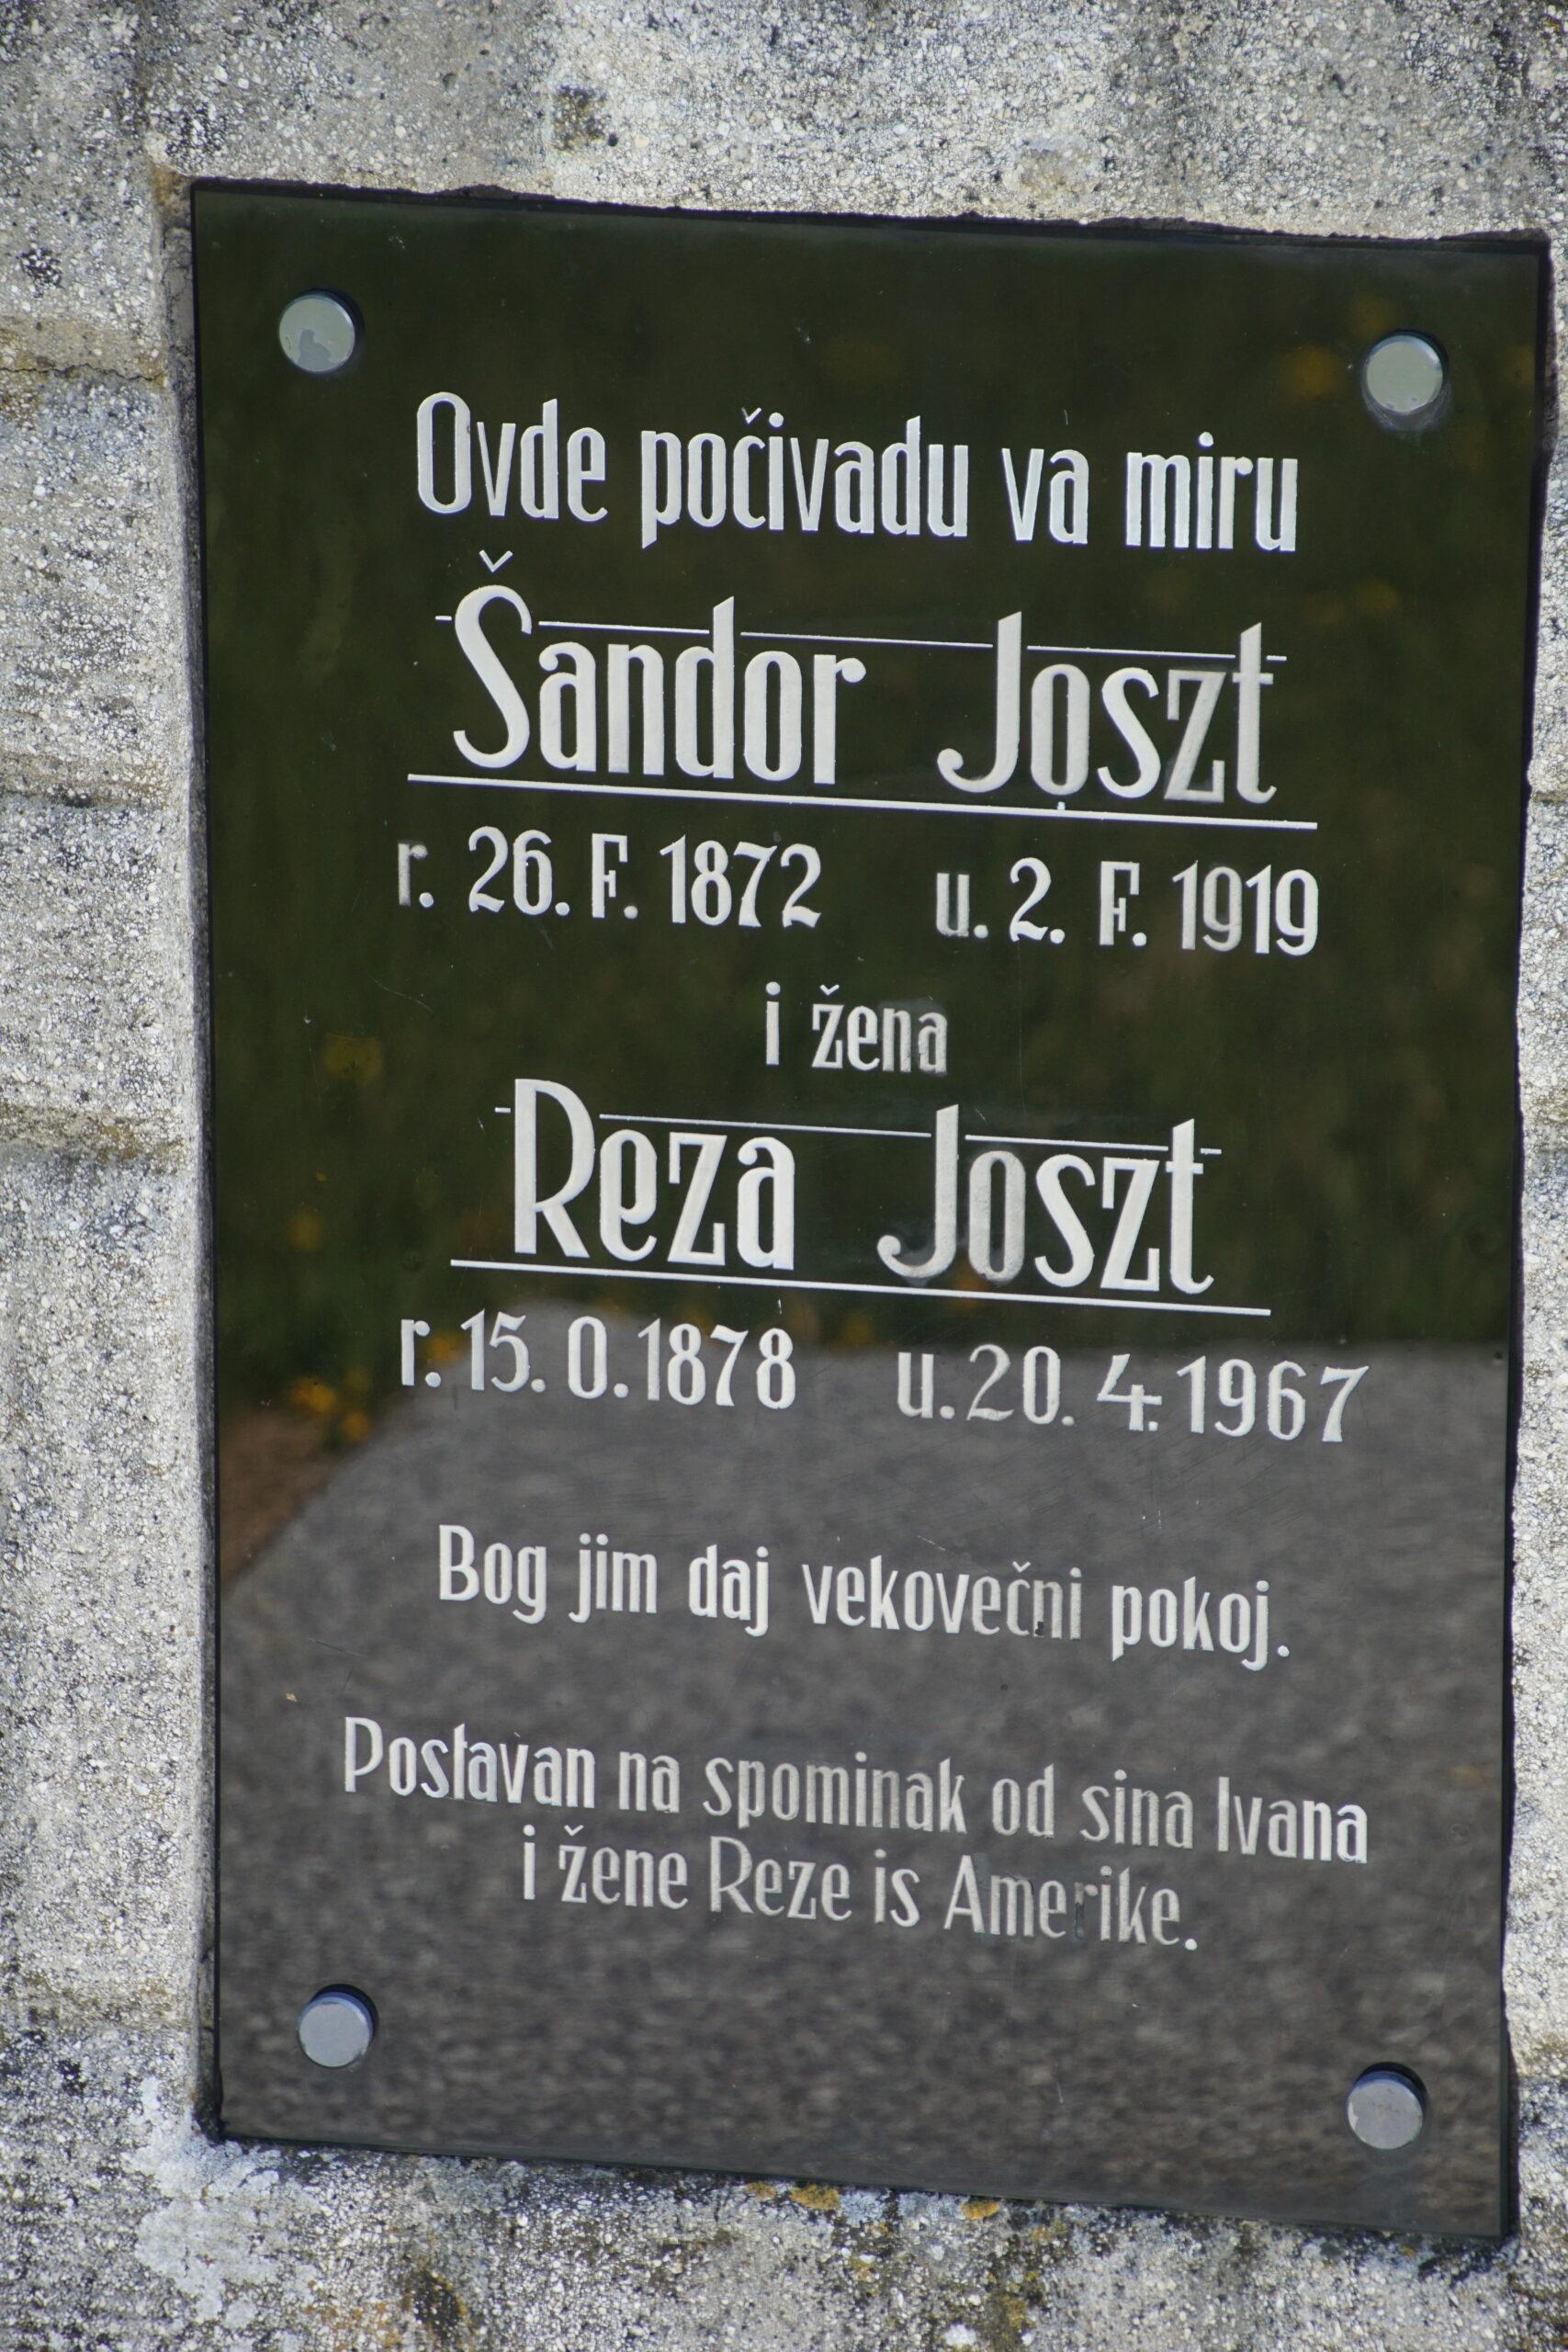 Ovde počivadu va miru
Šandor Joszt
r. 26. F. 1872 u. 2. F. 1919
i žena
Reza Joszt
r. 15. O. 1878 u. 20. 4. 1967
Bog jim daj vekovečni pokoj.
Postavan na spominak od sina Ivana
i žene Reze is Amerike.